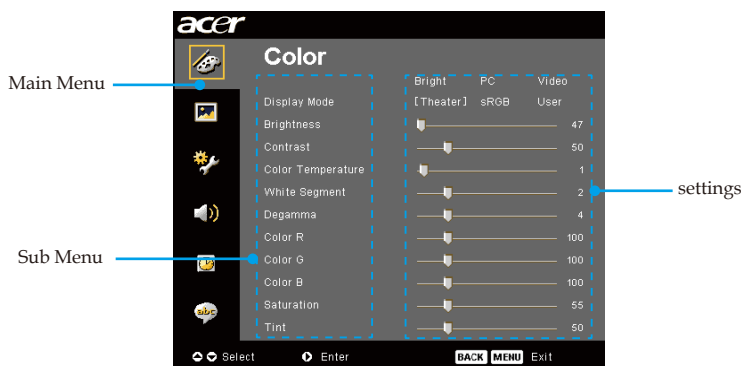 acer
Color
Main Menu
Bright PC Video
Display Mode [Theater] sRGB User
Brightness 47
Contrast 50
Color Temperature 1
White Segment 2
settings
Degamma 4
Color R 100
Sub Menu
Color G 100
Color B 100
abc
Saturation 55
Tint 50
Select Enter BACK MENU Exit